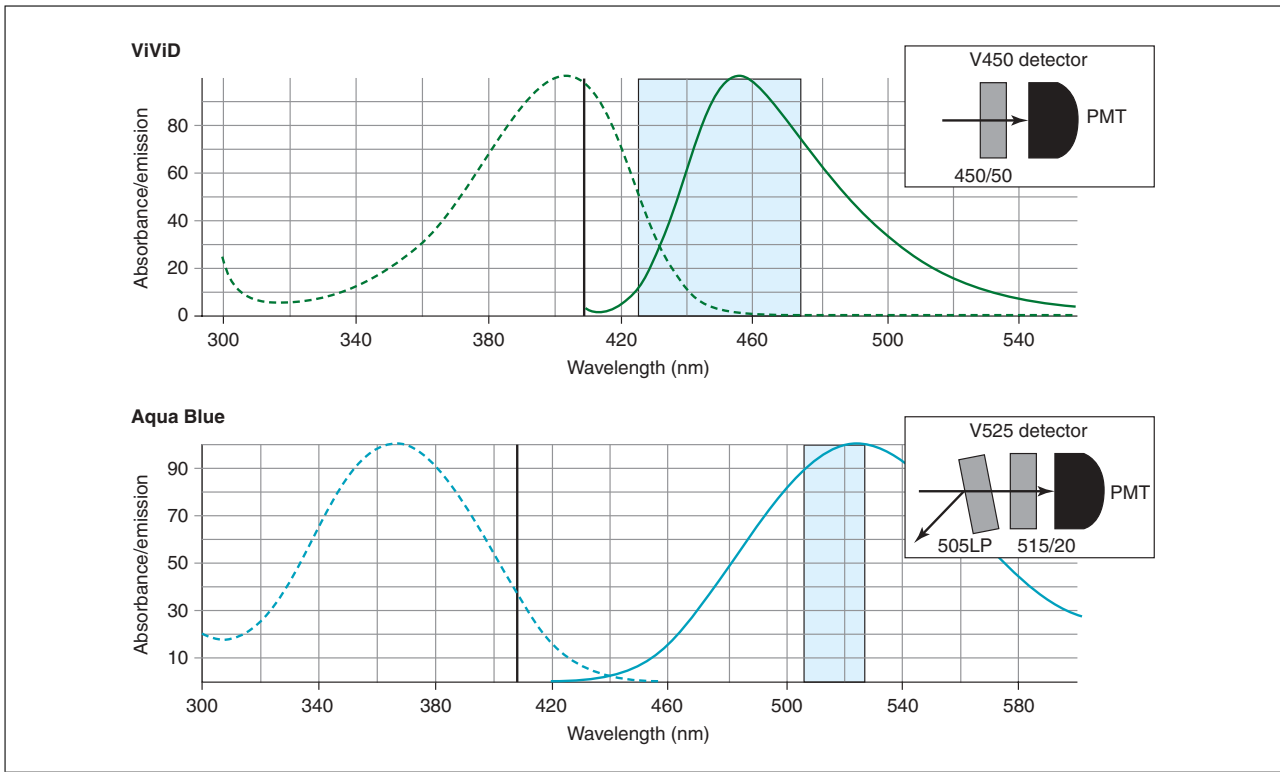 ViViD
V450 detector
PMT
450/50
Absorbance/emission
80
60
40
20
0
300 340 380 420 460 500 540
Wavelength (nm)
Aqua Blue
V525 detector
PMT
505LP 515/20
Absorbance/emission
90
70
50
30
10
300 340 380 420 460 500 540 580
Wavelength (nm)